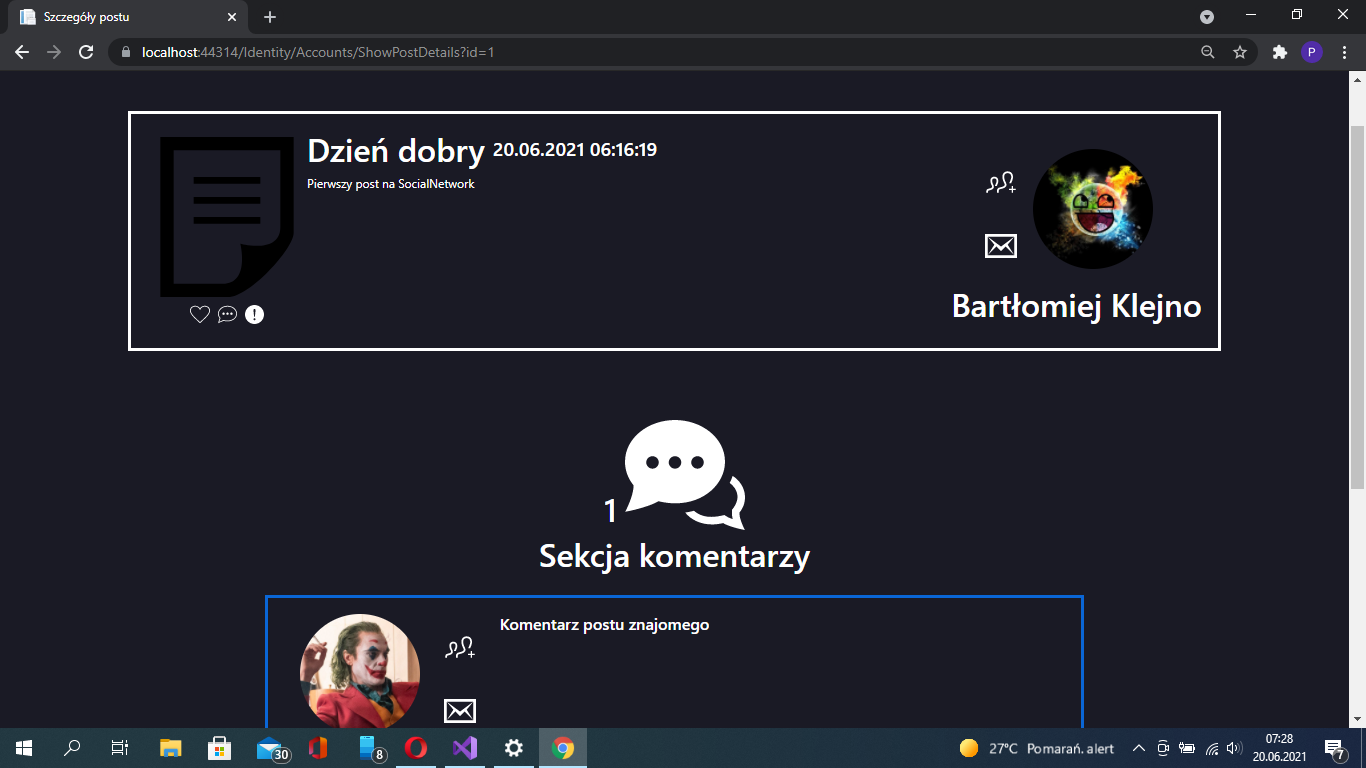 Szczegóły postu
localhost:44314/Identity/Accounts/ShowPostDetails?id=1
P
Dzień dobry 20.06.2021 06:16:19
Pierwszy post na SocialNetwork
Bartłomiej Klejno
1
Sekcja komentarzy
Komentarz postu znajomego
30
8
27°C Pomarań. alert
07:28
20.06.2021
7